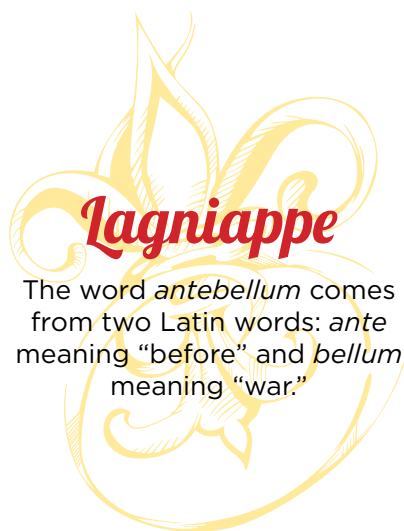 Lagniappe
The word antebellum comes
from two Latin words: ante
meaning “before” and bellum
meaning “war.”